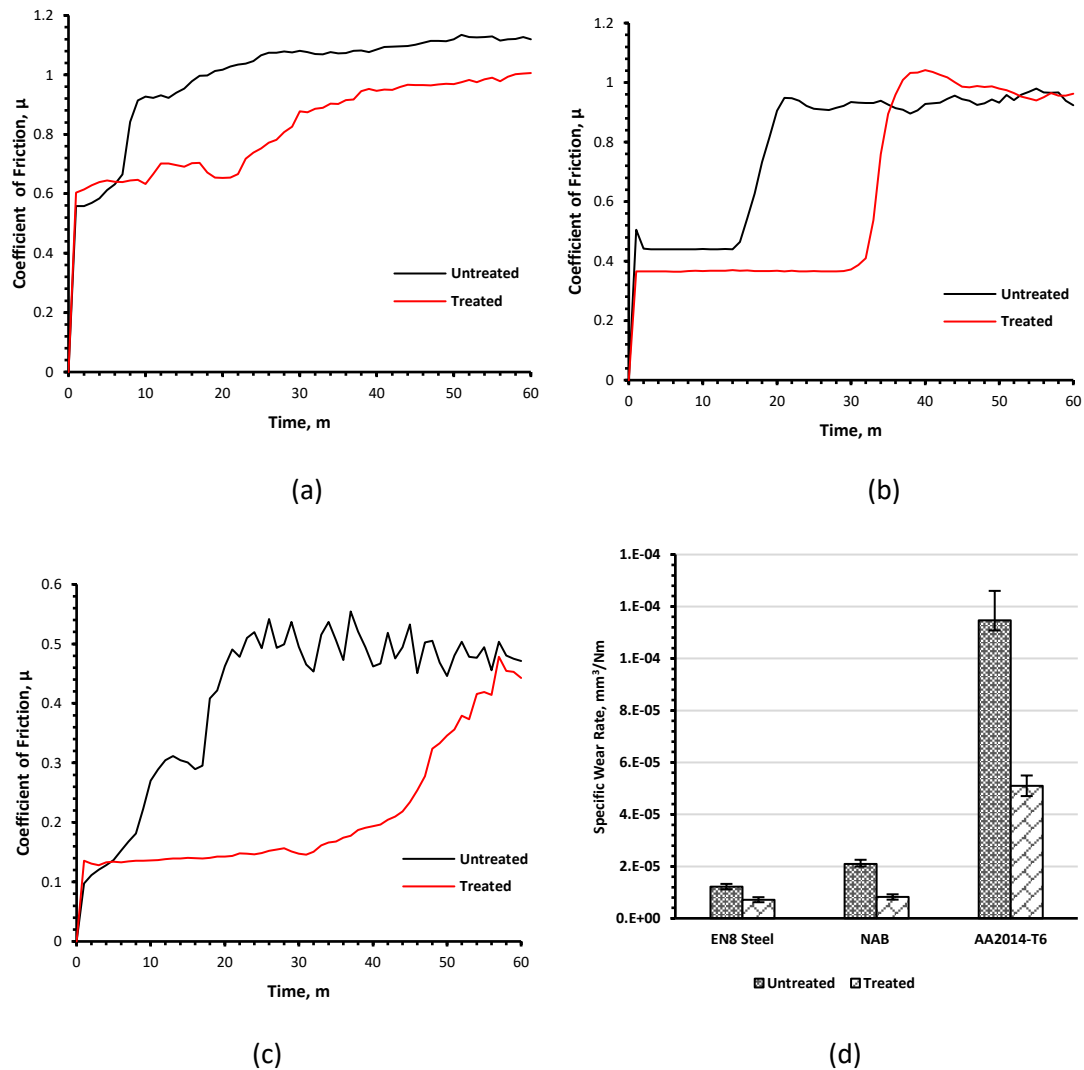 1.2
1
0.8
0.6
0.4
0.2
0
Coefficient of Friction, μ
Untreated
Treated
0 10 20 30 40 50 60
Time, m
(a)
1.2
1
0.8
0.6
0.4
0.2
0
Coefficient of Friction, μ
Untreated
Treated
0 10 20 30 40 50 60
Time, m
(b)
0.6
0.5
0.4
0.3
0.2
0.1
0
Coefficient of Friction, μ
Untreated
Treated
0 10 20 30 40 50 60
Time, m
(c)
1.E-04
1.E-04
1.E-04
8.E-05
6.E-05
4.E-05
2.E-05
0.E+00
Specific Wear Rate, mm³/Nm
EN8 Steel NAB AA2014-T6
Untreated Treated
(d)